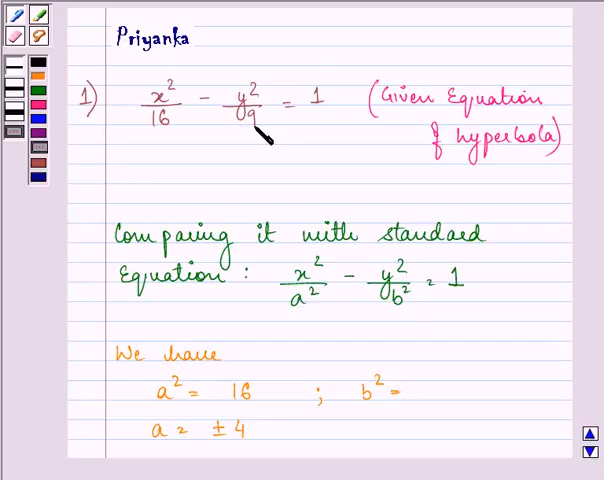 Priyanka
1) x²/16 - y²/9 = 1 (Given Equation
of hyperbola)
Comparing it with standard
Equation : x²/a² - y²/b² = 1
We have
a² = 16 ; b² =
a = ± 4